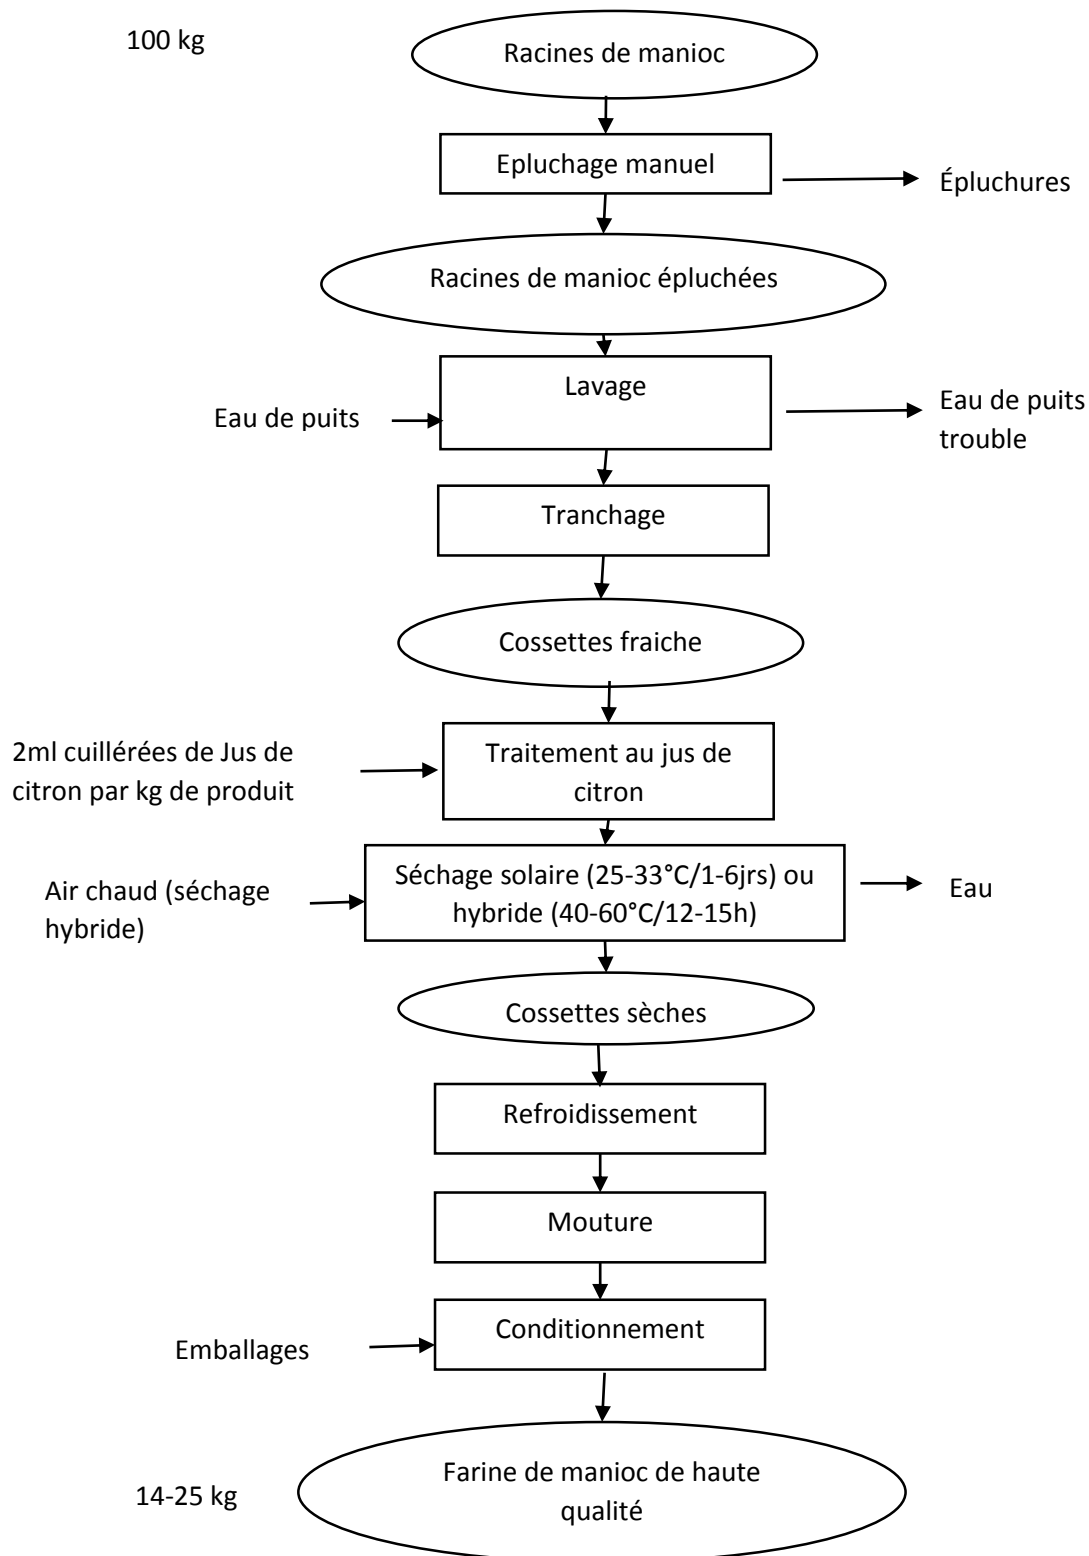 100 kg
Racines de manioc
Epluchage manuel
Épluchures
Racines de manioc épluchées
Lavage
Eau de puits
Eau de puits
trouble
Tranchage
Cossettes fraiche
2ml cuillérées de Jus de
citron par kg de produit
Traitement au jus de
citron
Air chaud (séchage
hybride)
Séchage solaire (25-33°C/1-6jrs) ou
hybride (40-60°C/12-15h)
Eau
Cossettes sèches
Refroidissement
Mouture
Conditionnement
Emballages
Farine de manioc de haute
qualité
14-25 kg